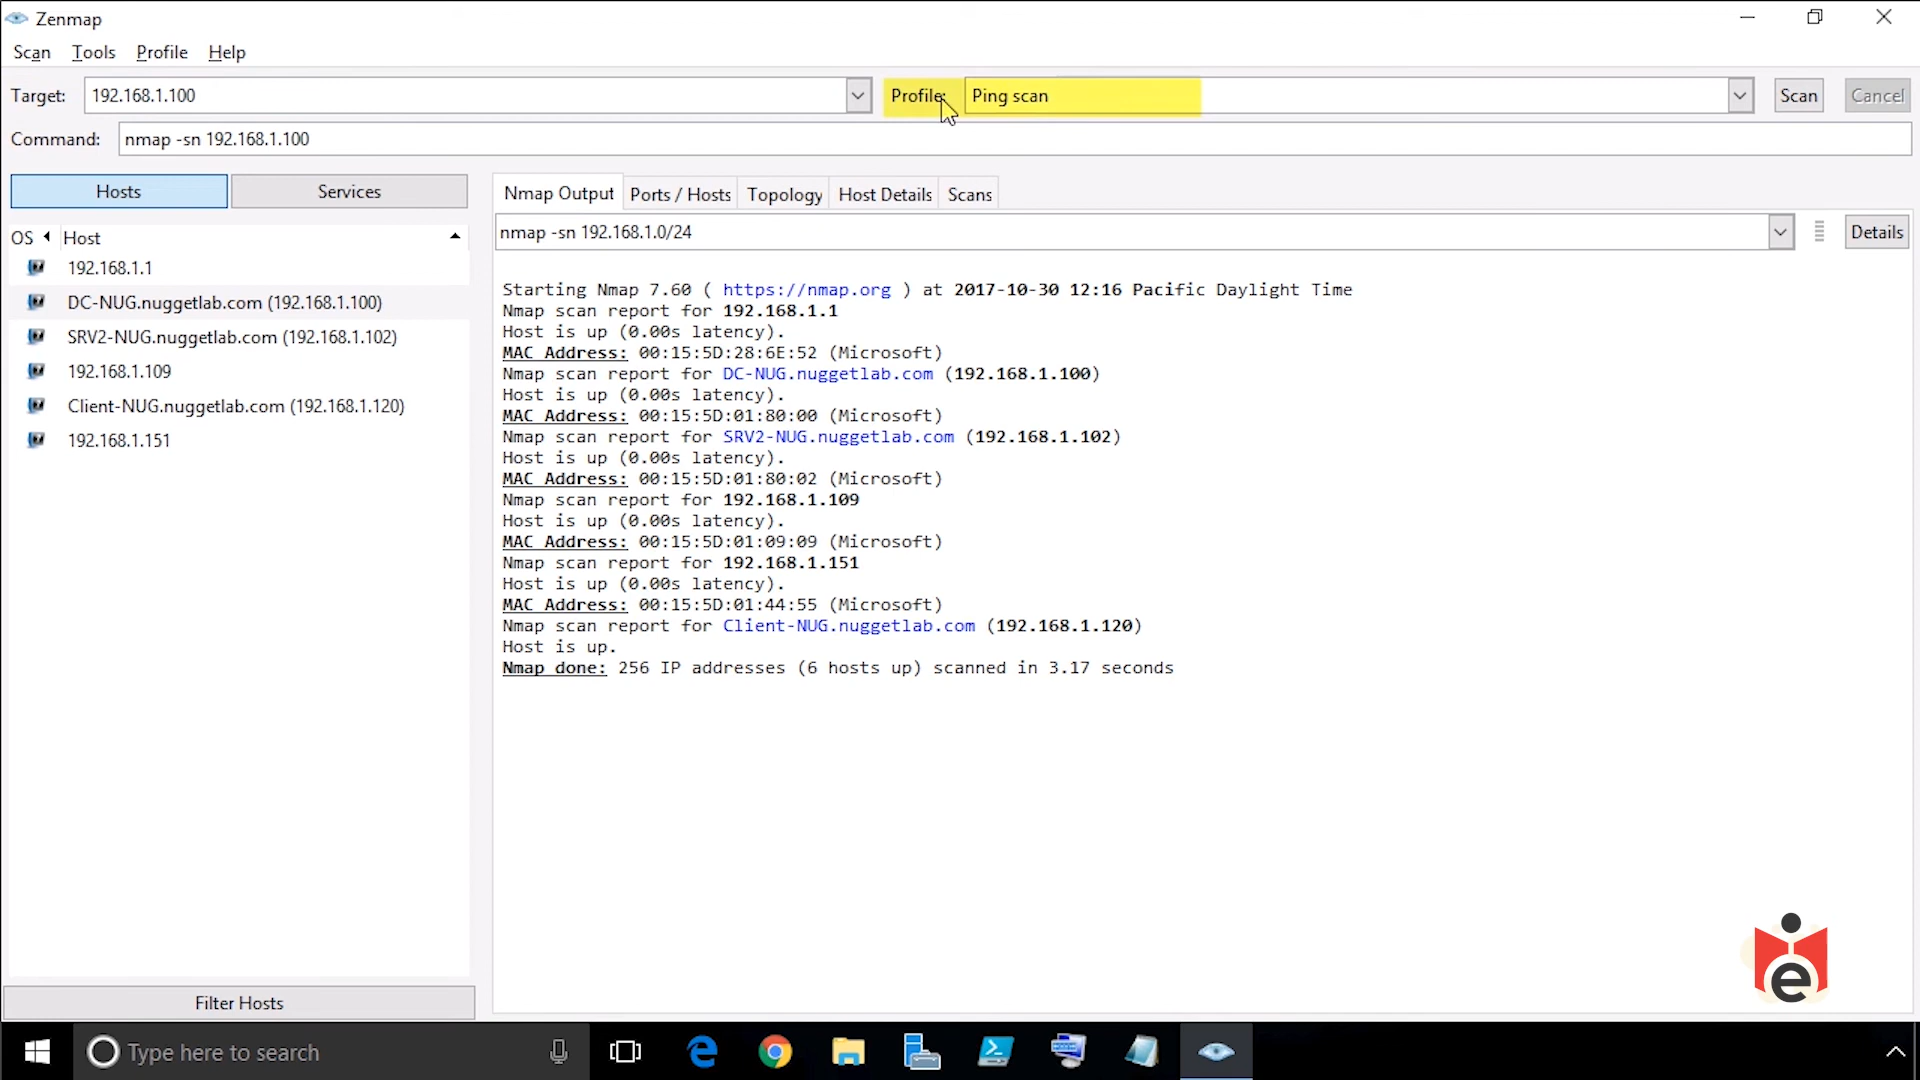 Zenmap
Scan Tools Profile Help
Target: 192.168.1.100 Profile: Ping scan Scan Cancel
Command: nmap -sn 192.168.1.100
Hosts Services
Nmap Output Ports / Hosts Topology Host Details Scans
OS Host
nmap -sn 192.168.1.0/24 Details
192.168.1.1
DC-NUG.nuggetlab.com (192.168.1.100)
SRV2-NUG.nuggetlab.com (192.168.1.102)
192.168.1.109
Client-NUG.nuggetlab.com (192.168.1.120)
192.168.1.151
Starting Nmap 7.60 ( https://nmap.org ) at 2017-10-30 12:16 Pacific Daylight Time
Nmap scan report for 192.168.1.1
Host is up (0.00s latency).
MAC Address: 00:15:5D:28:6E:52 (Microsoft)
Nmap scan report for DC-NUG.nuggetlab.com (192.168.1.100)
Host is up (0.00s latency).
MAC Address: 00:15:5D:01:80:00 (Microsoft)
Nmap scan report for SRV2-NUG.nuggetlab.com (192.168.1.102)
Host is up (0.00s latency).
MAC Address: 00:15:5D:01:80:02 (Microsoft)
Nmap scan report for 192.168.1.109
Host is up (0.00s latency).
MAC Address: 00:15:5D:01:09:09 (Microsoft)
Nmap scan report for 192.168.1.151
Host is up (0.00s latency).
MAC Address: 00:15:5D:01:44:55 (Microsoft)
Nmap scan report for Client-NUG.nuggetlab.com (192.168.1.120)
Host is up.
Nmap done: 256 IP addresses (6 hosts up) scanned in 3.17 seconds
Filter Hosts
e
Type here to search